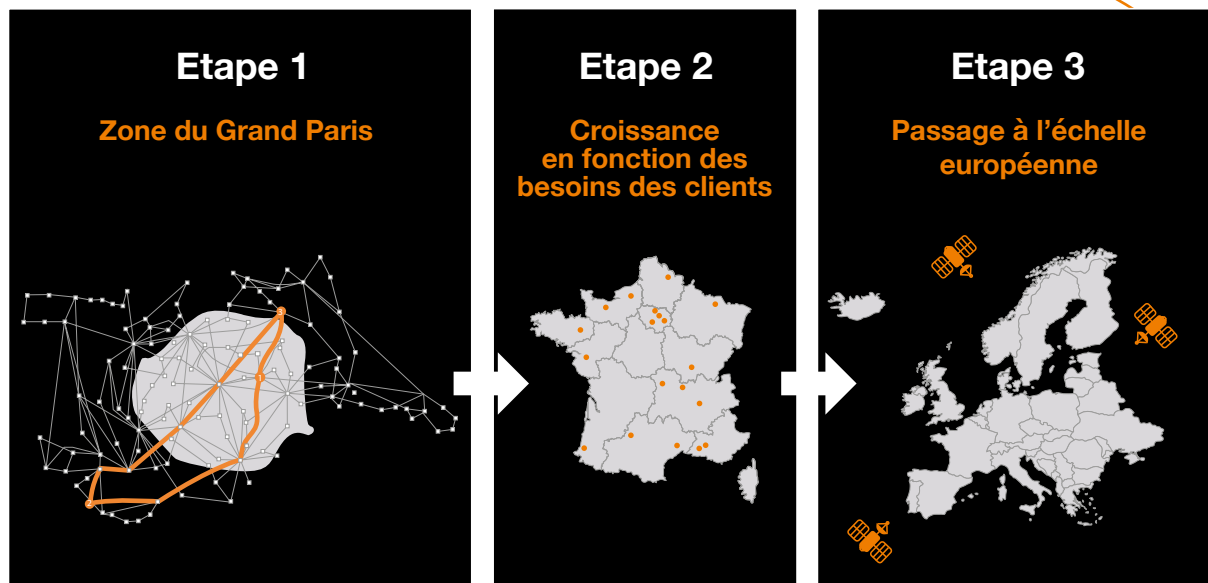 Etape 1
Zone du Grand Paris
Etape 2
Croissance
en fonction des
besoins des clients
Etape 3
Passage à l’échelle
européenne